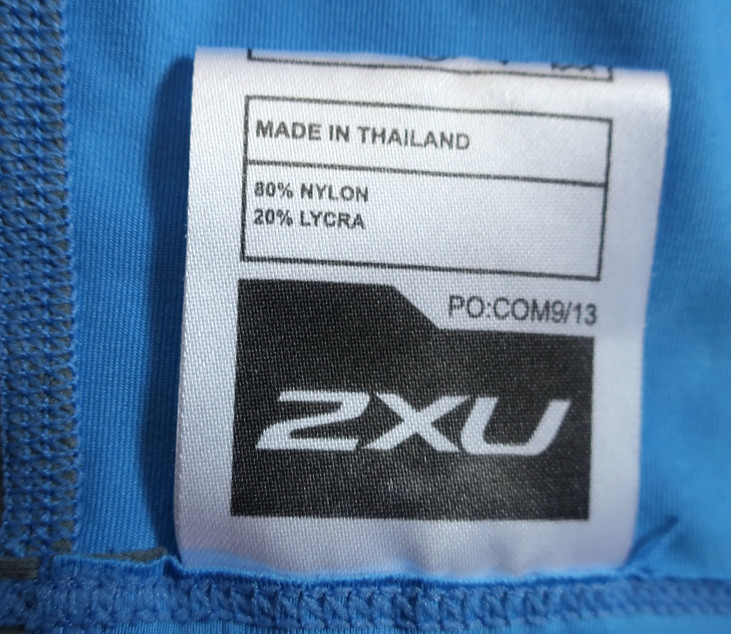 MADE IN THAILAND
80% NYLON
20% LYCRA
PO:COM9/13
2XU